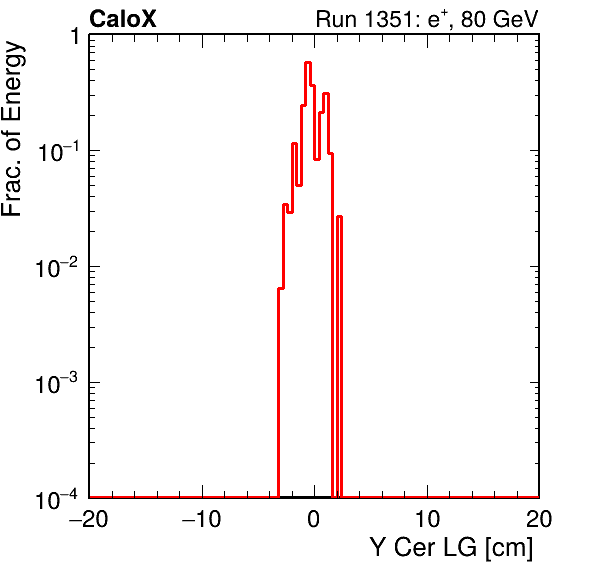 CaloX Run 1351: e⁺, 80 GeV
Frac. of Energy
1
10⁻¹
10⁻²
10⁻³
10⁻⁴
−20 −10 0 10 20
Y Cer LG [cm]